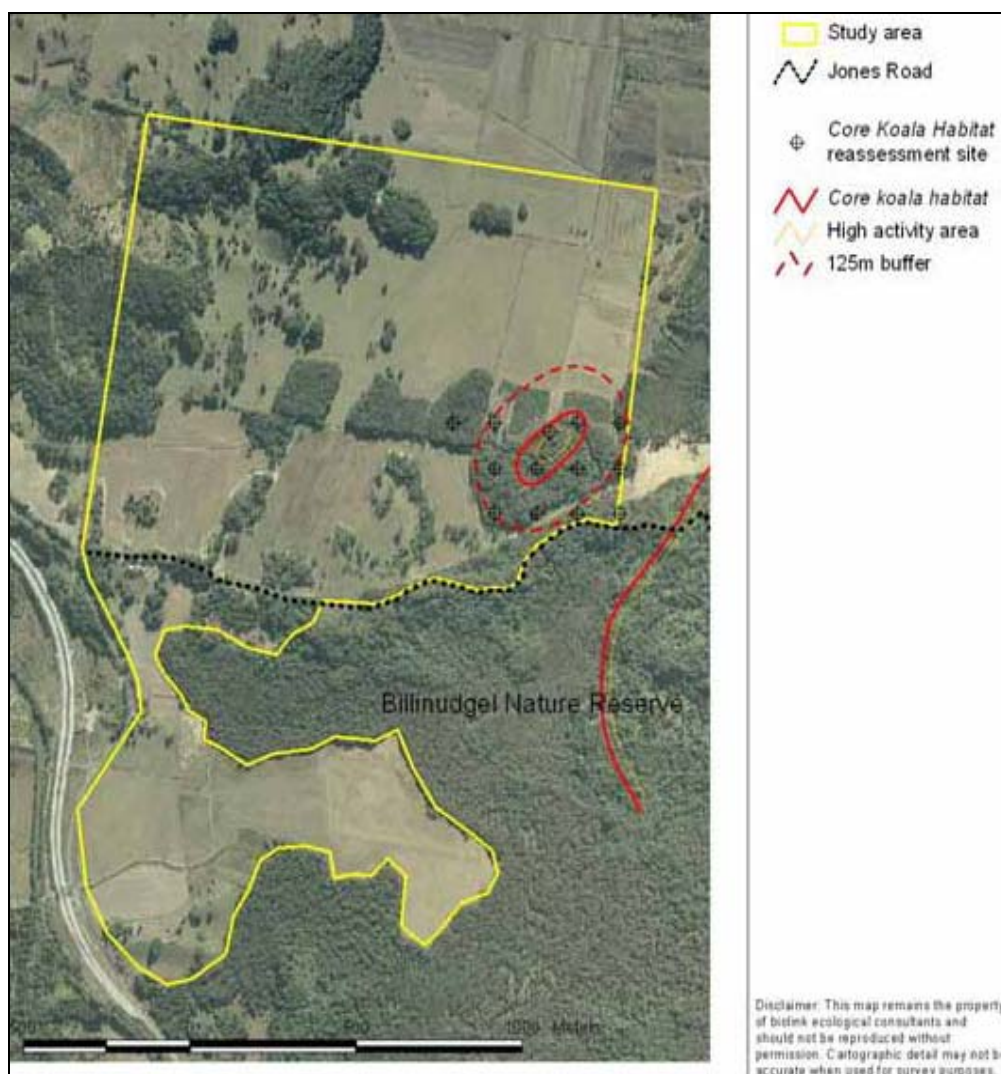 Study area
Jones Road
Core Koala Habitat
reassessment site
Core koala habitat
High activity area
125m buffer
Billinudgel Nature Reserve
1000 Meters
Disclaimer: This map remains the property
of biolink ecological consultants and
should not be reproduced without
permission. Cartographic detail may not be
accurate when used for survey purposes.